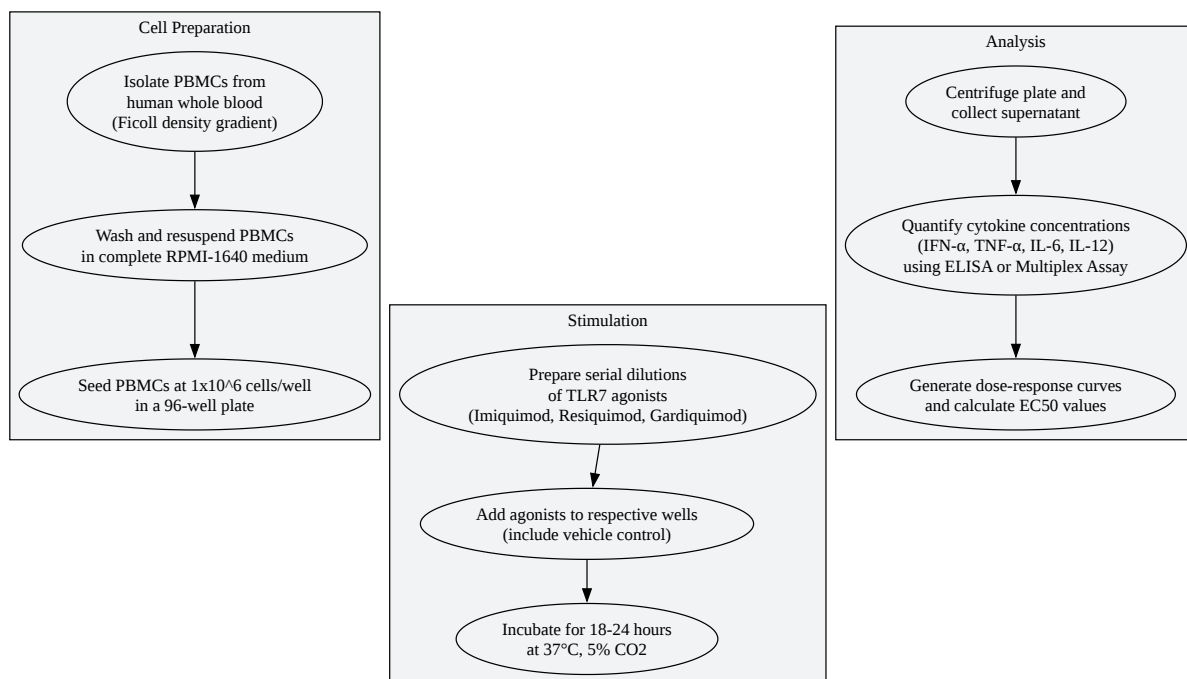 Cell Preparation
Isolate PBMCs from
human whole blood
(Ficoll density gradient)
Wash and resuspend PBMCs
in complete RPMI-1640 medium
Seed PBMCs at 1x10^6 cells/well
in a 96-well plate
Stimulation
Prepare serial dilutions
of TLR7 agonists
(Imiquimod, Resiquimod, Gardiquimod)
Add agonists to respective wells
(include vehicle control)
Incubate for 18-24 hours
at 37°C, 5% CO2
Analysis
Centrifuge plate and
collect supernatant
Quantify cytokine concentrations
(IFN-α, TNF-α, IL-6, IL-12)
using ELISA or Multiplex Assay
Generate dose-response curves
and calculate EC50 values